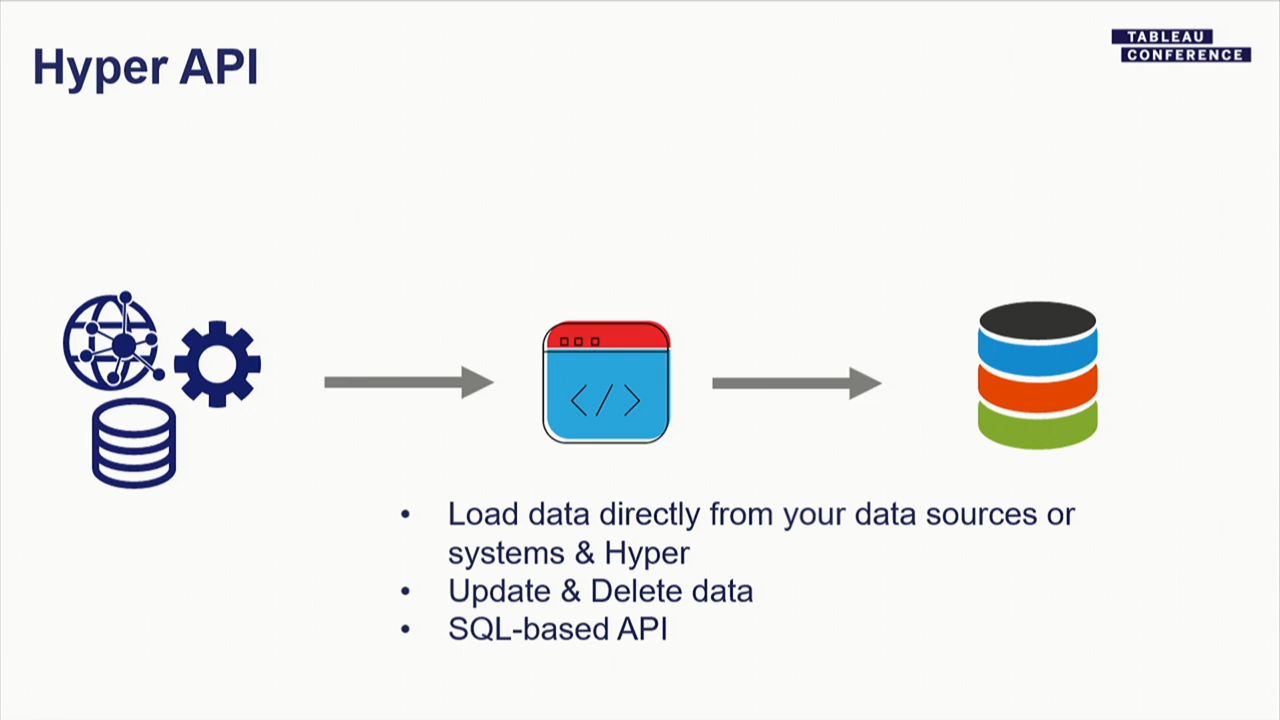 Hyper API
TABLEAU
CONFERENCE
</>
• Load data directly from your data sources or
systems & Hyper
• Update & Delete data
• SQL-based API